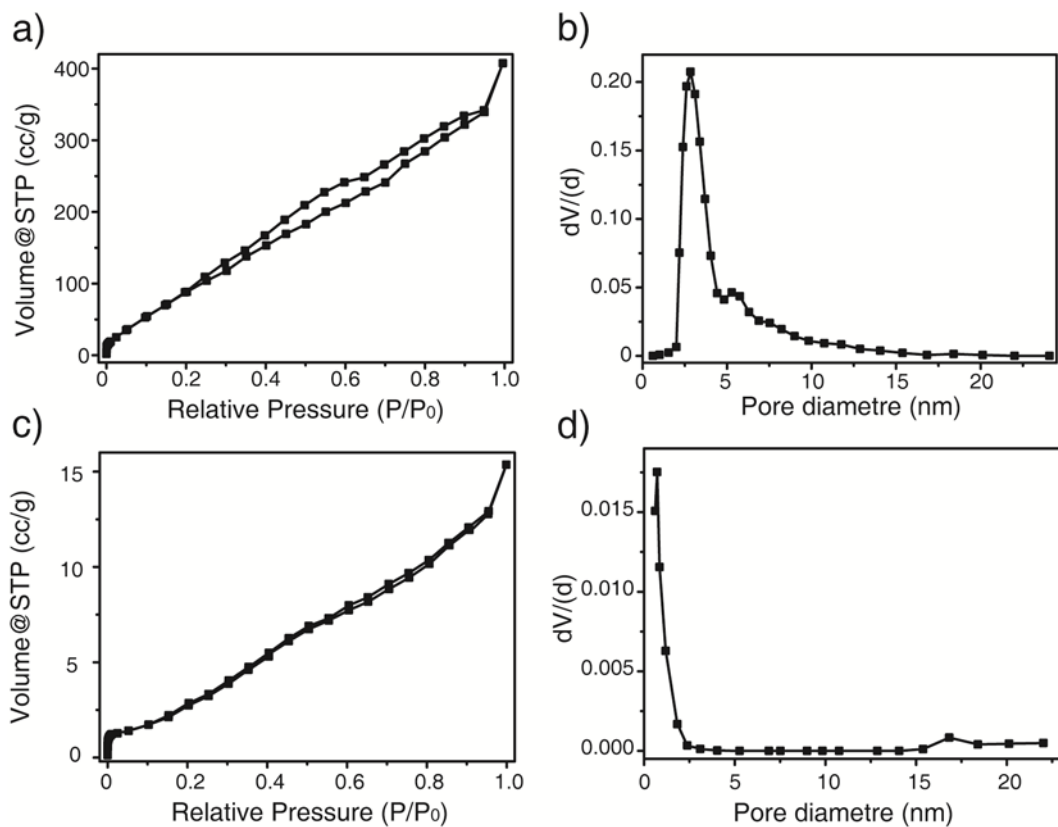 a)
Volume@STP (cc/g)
400
300
200
100
0
0 0.2 0.4 0.6 0.8 1.0
Relative Pressure (P/P0)
b)
dV/(d)
0.20
0.15
0.10
0.05
0
0 5 10 15 20
Pore diametre (nm)
c)
Volume@STP (cc/g)
15
10
5
0
0 0.2 0.4 0.6 0.8 1.0
Relative Pressure (P/P0)
d)
dV/(d)
0.015
0.010
0.005
0.000
0 5 10 15 20
Pore diametre (nm)